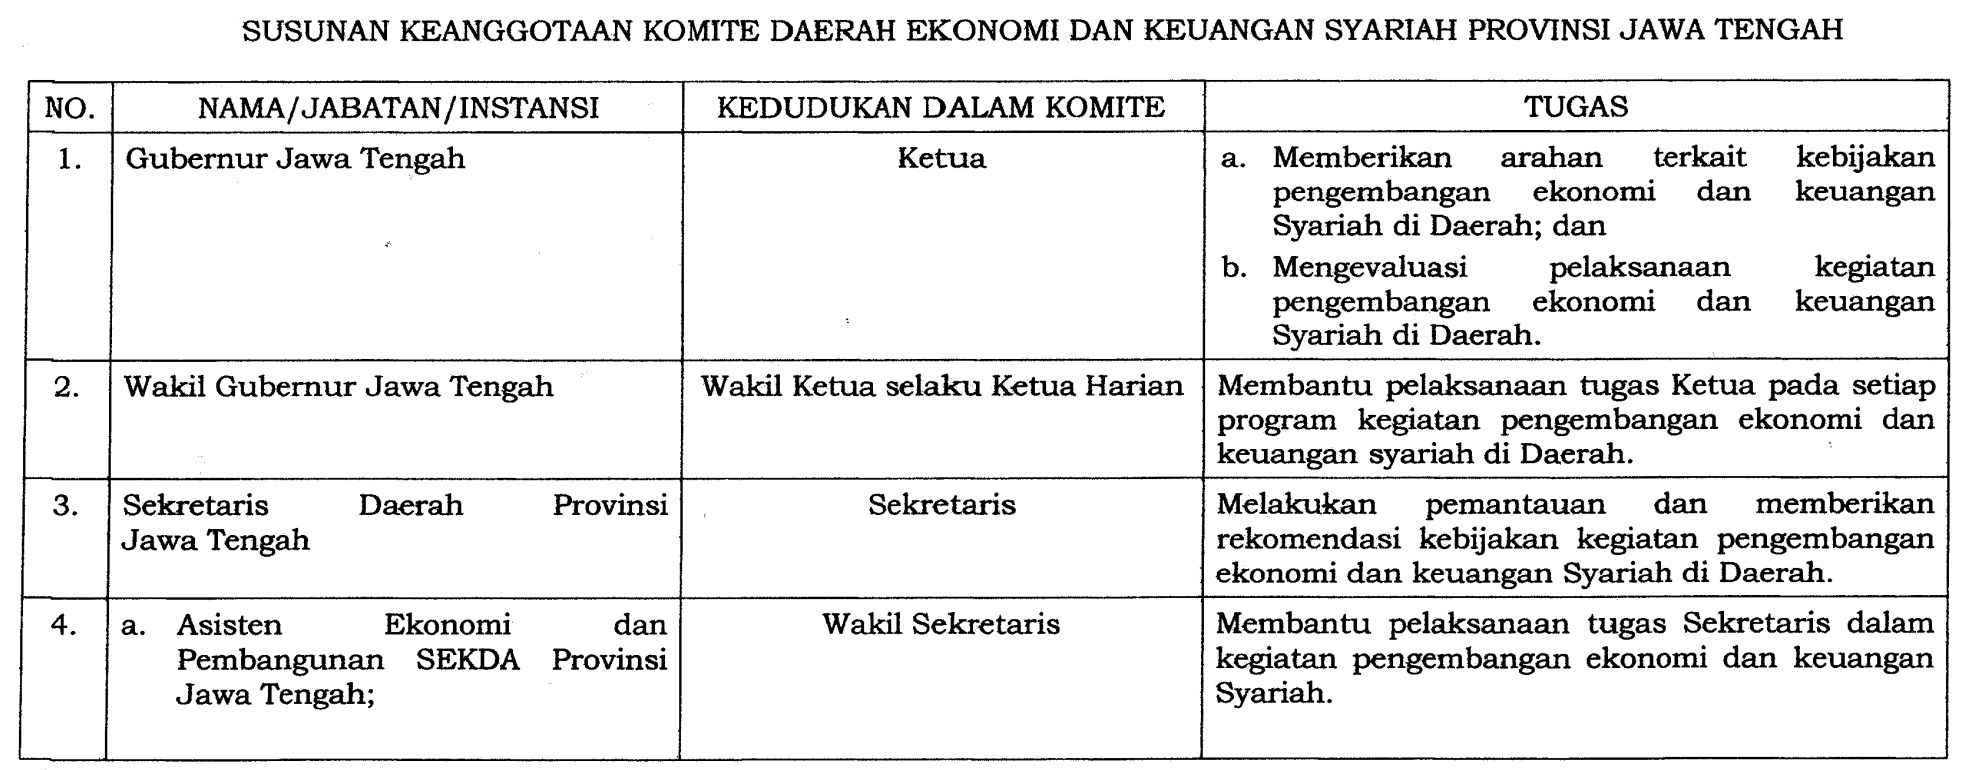 SUSUNAN KEANGGOTAAN KOMITE DAERAH EKONOMI DAN KEUANGAN SYARIAH PROVINSI JAWA TENGAH
NO.
NAMA/JABATAN/INSTANSI
KEDUDUKAN DALAM KOMITE
TUGAS
1.
Gubernur Jawa Tengah
Ketua
a. Memberikan arahan terkait kebijakan
pengembangan ekonomi dan keuangan
Syariah di Daerah; dan
b. Mengevaluasi pelaksanaan kegiatan
pengembangan ekonomi dan keuangan
Syariah di Daerah.
2.
Wakil Gubernur Jawa Tengah
Wakil Ketua selaku Ketua Harian
Membantu pelaksanaan tugas Ketua pada setiap
program kegiatan pengembangan ekonomi dan
keuangan syariah di Daerah.
3.
Sekretaris Daerah Provinsi
Jawa Tengah
Sekretaris
Melakukan pemantauan dan memberikan
rekomendasi kebijakan kegiatan pengembangan
ekonomi dan keuangan Syariah di Daerah.
4.
a. Asisten Ekonomi dan
Pembangunan SEKDA Provinsi
Jawa Tengah;
Wakil Sekretaris
Membantu pelaksanaan tugas Sekretaris dalam
kegiatan pengembangan ekonomi dan keuangan
Syariah.